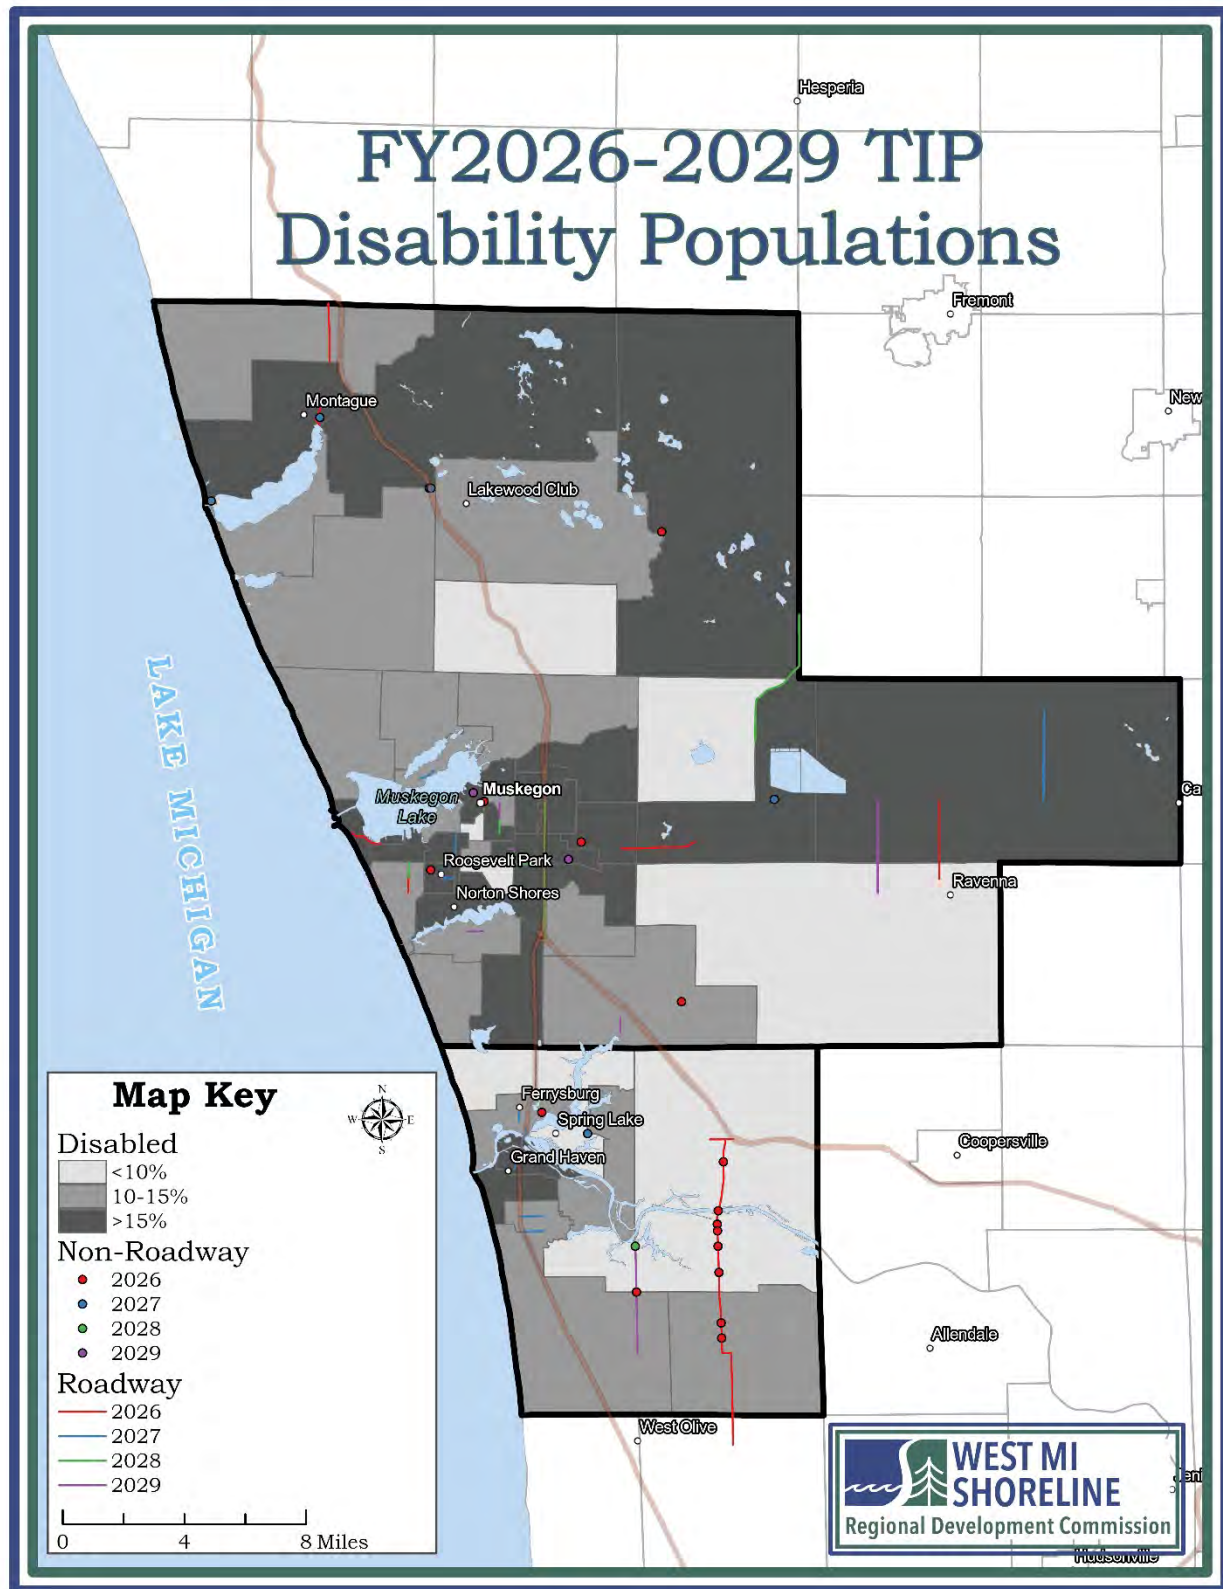 Hesperia
FY2026-2029 TIP
Disability Populations
Fremont
New
Montague
Lakewood Club
LAKE MICHIGAN
Muskegon
Muskegon
Lake
Ca
Roosevelt Park
Ravenna
Norton Shores
Ferrysburg
Spring Lake
Grand Haven
Coopersville
Allendale
West Olive
Jeni
Hudsonville
Map Key
N
W E
S
Disabled
<10%
10-15%
>15%
Non-Roadway
2026
2027
2028
2029
Roadway
2026
2027
2028
2029
0 4 8 Miles
WEST MI
SHORELINE
Regional Development Commission